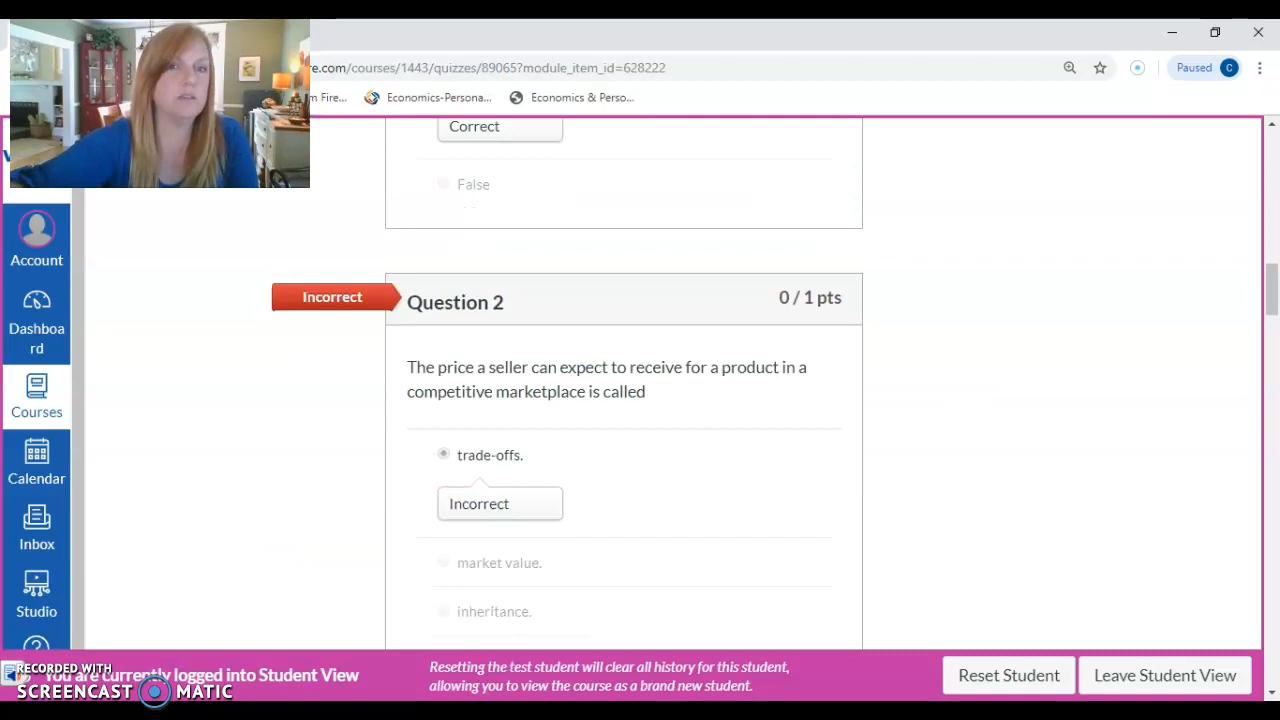 re.com/courses/1443/quizzes/89065?module_item_id=628222
Paused C
m Fire...
Economics-Persona...
Economics & Perso...
Correct
False
Account
Dashboa
rd
Courses
Calendar
Inbox
Studio
Incorrect
Question 2
0 / 1 pts
The price a seller can expect to receive for a product in a
competitive marketplace is called
trade-offs.
Incorrect
market value.
inheritance.
You are currently logged into Student View
Resetting the test student will clear all history for this student,
allowing you to view the course as a brand new student.
Reset Student
Leave Student View
RECORDED WITH
SCREENCAST MATIC